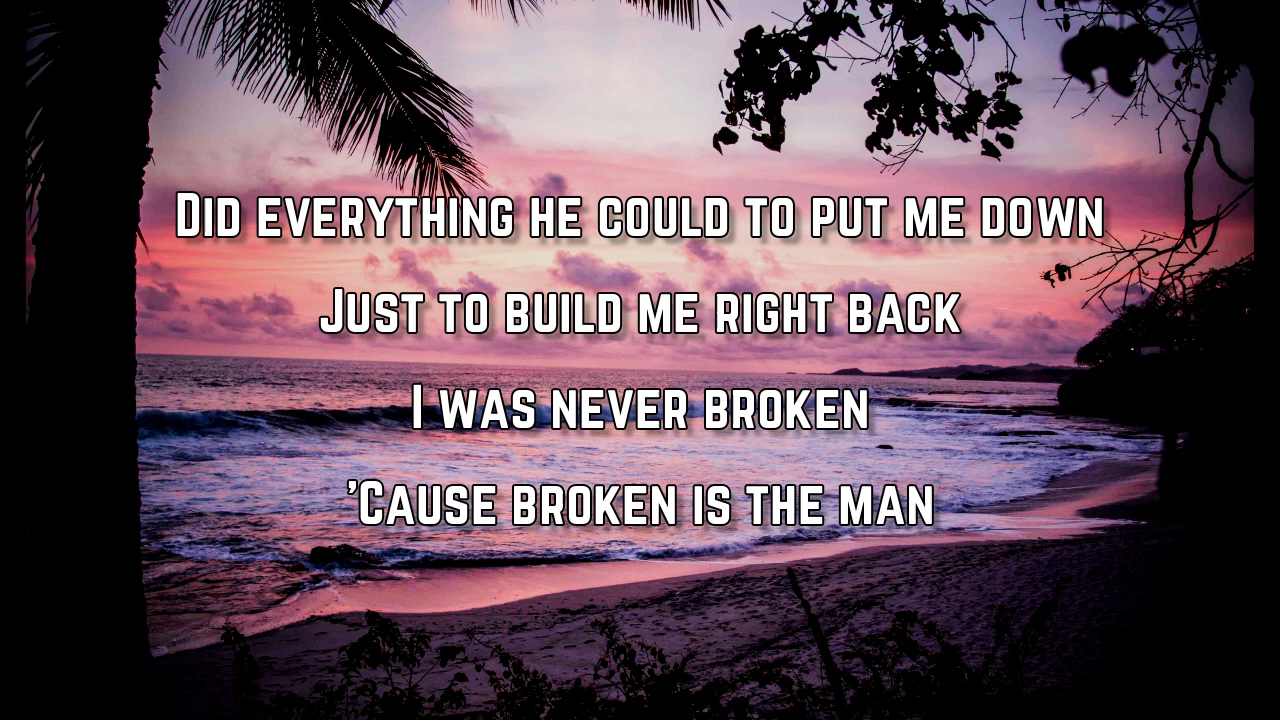 Did everything he could to put me down
Just to build me right back
I was never broken
'Cause broken is the man